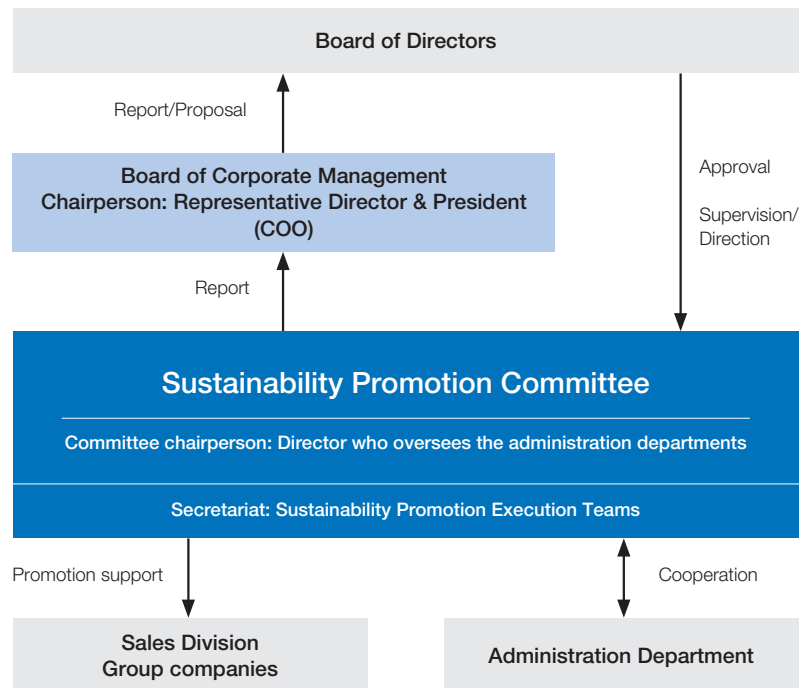 Board of Directors
Report/Proposal
Board of Corporate Management
Chairperson: Representative Director & President
(COO)
Approval
Supervision/
Direction
Report
Sustainability Promotion Committee
Committee chairperson: Director who oversees the administration departments
Secretariat: Sustainability Promotion Execution Teams
Promotion support
Cooperation
Sales Division
Group companies
Administration Department